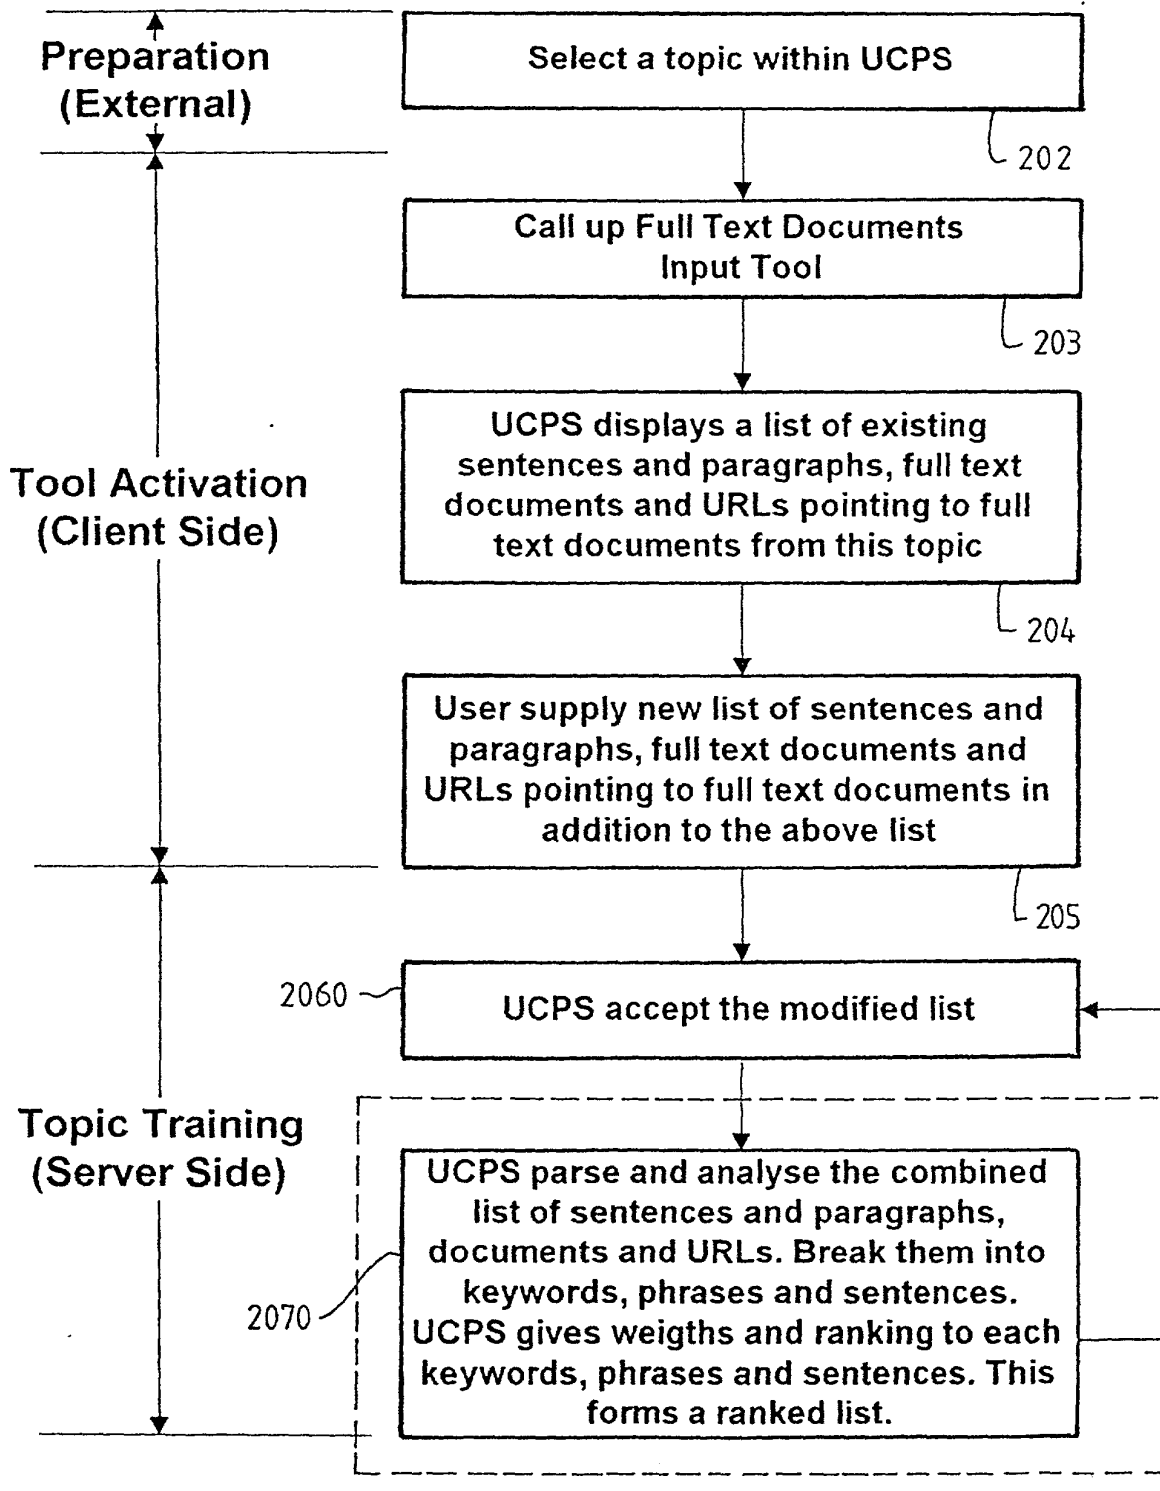 Preparation
(External)
Select a topic within UCPS
202
Call up Full Text Documents
Input Tool
203
UCPS displays a list of existing
sentences and paragraphs, full text
documents and URLs pointing to full
text documents from this topic
204
Tool Activation
(Client Side)
User supply new list of sentences and
paragraphs, full text documents and
URLs pointing to full text documents in
addition to the above list
205
2060
UCPS accept the modified list
Topic Training
(Server Side)
UCPS parse and analyse the combined
list of sentences and paragraphs,
documents and URLs. Break them into
keywords, phrases and sentences.
UCPS gives weigths and ranking to each
keywords, phrases and sentences. This
forms a ranked list.
2070